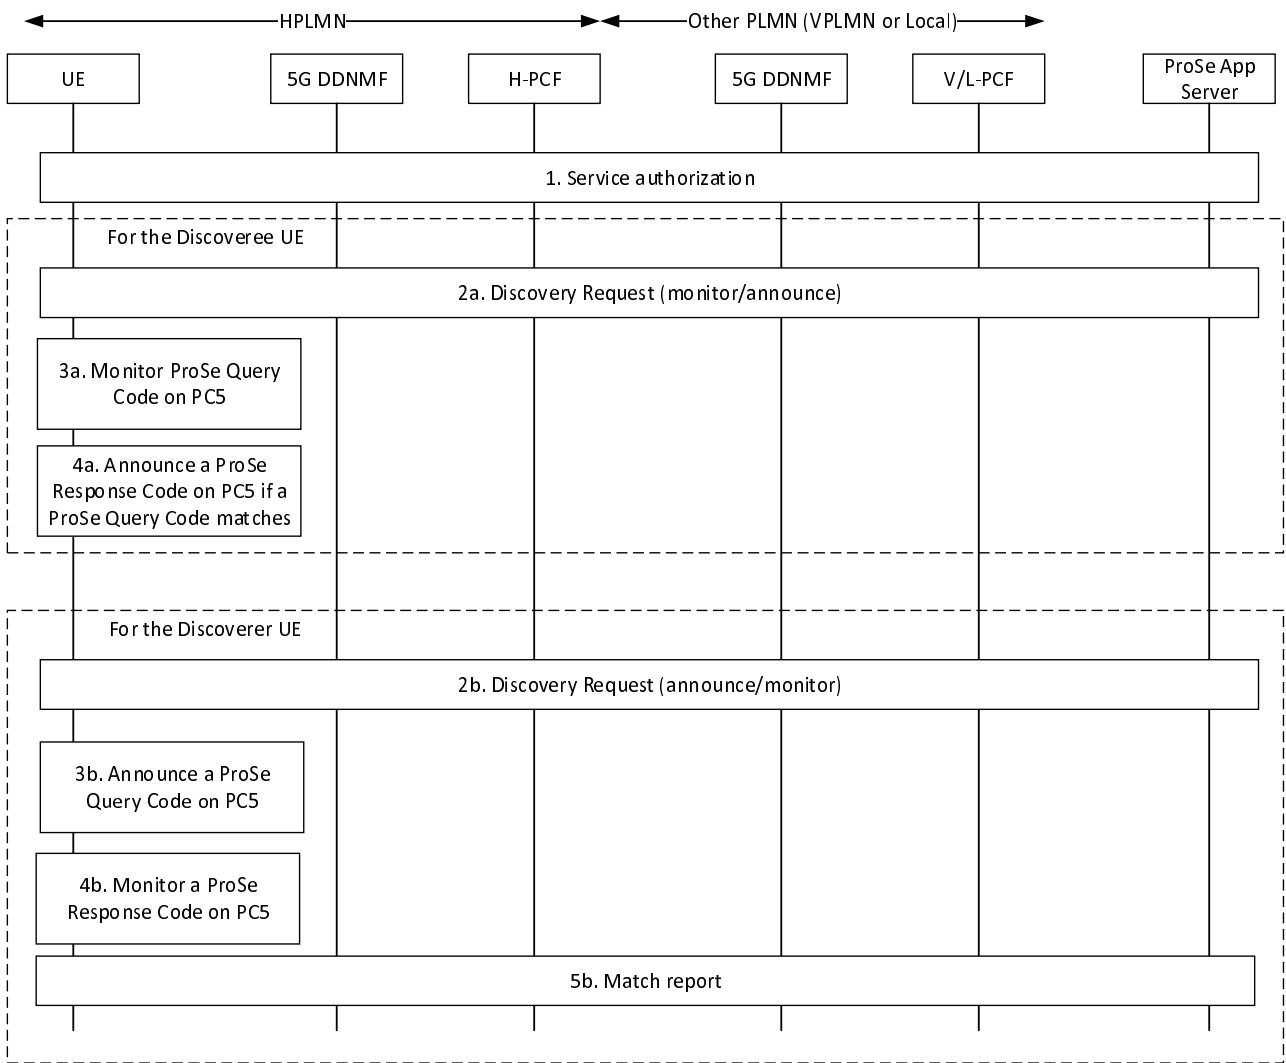 HPLMN
Other PLMN (VPLMN or Local)
UE
5G DDNMF
H-PCF
5G DDNMF
V/L-PCF
ProSe App
Server
1. Service authorization
For the Discoveree UE
2a. Discovery Request (monitor/announce)
3a. Monitor ProSe Query
Code on PC5
4a. Announce a ProSe
Response Code on PC5 if a
ProSe Query Code matches
For the Discoverer UE
2b. Discovery Request (announce/monitor)
3b. Announce a ProSe
Query Code on PC5
4b. Monitor a ProSe
Response Code on PC5
5b. Match report